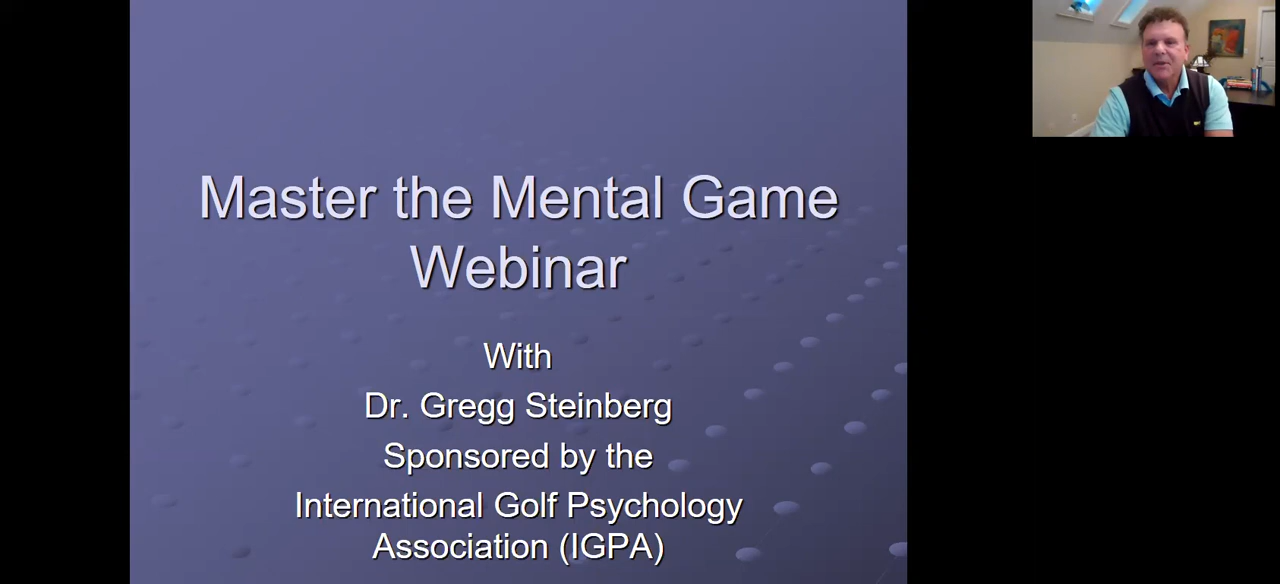 Master the Mental Game
Webinar
With
Dr. Gregg Steinberg
Sponsored by the
International Golf Psychology
Association (IGPA)